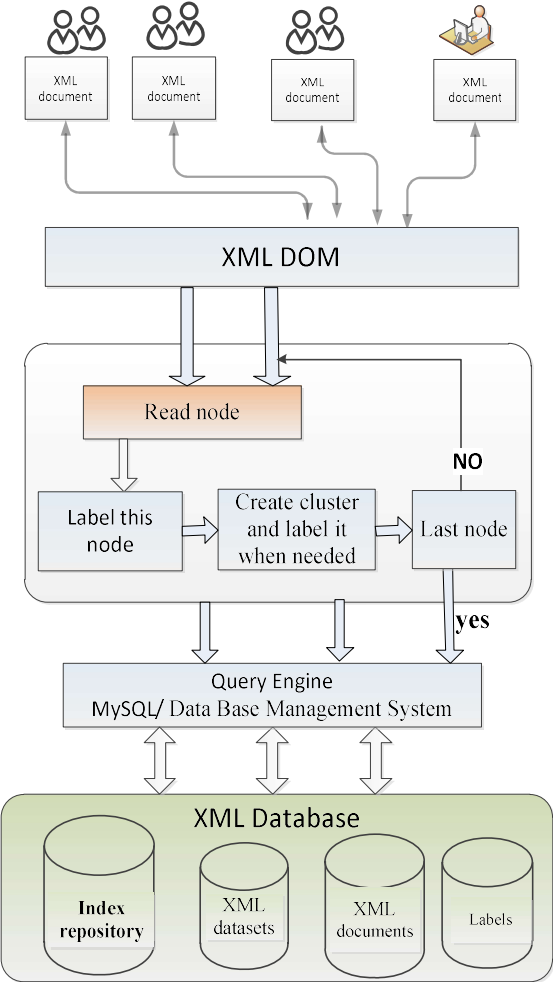 XML
document
XML
document
XML
document
XML
document
XML DOM
Read node
NO
Label this
node
Create cluster
and label it
when needed
Last node
yes
Query Engine
MySQL/ Data Base Management System
XML Database
Index
repository
XML
datasets
XML
documents
Labels